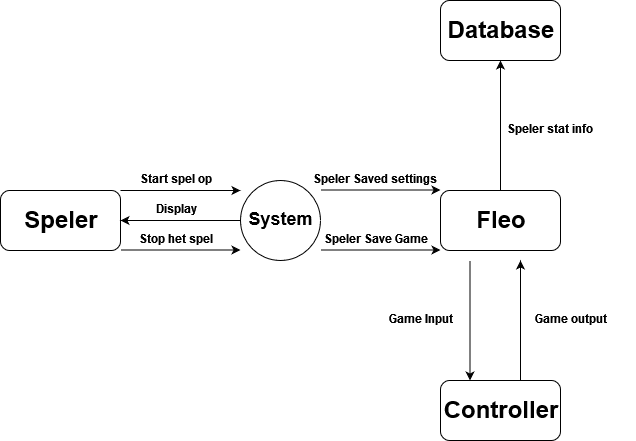 Database
Speler stat info
Start spel op
Speler Saved settings
Speler
Display
System
Fleo
Stop het spel
Speler Save Game
Game Input
Game output
Controller